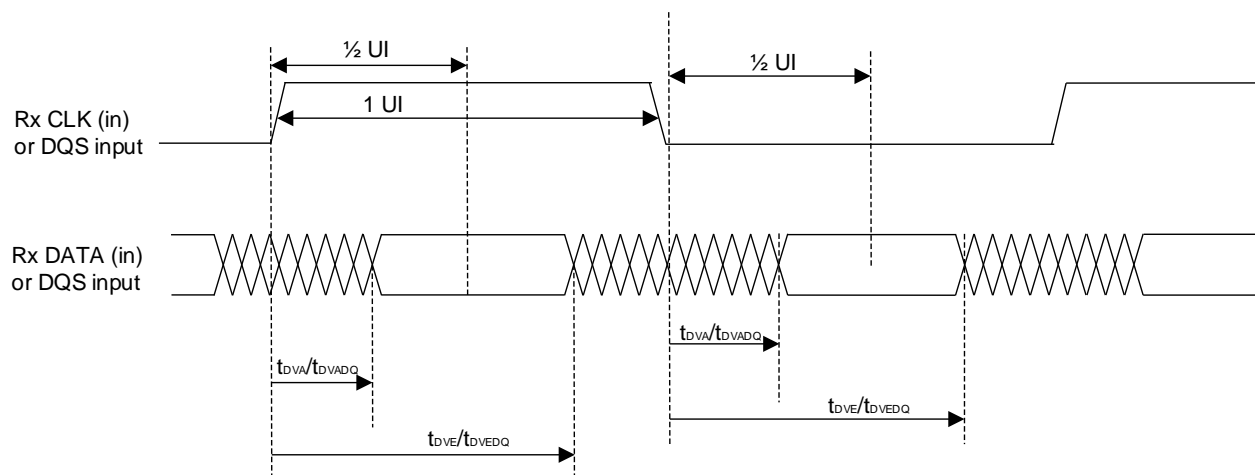 ½ UI
½ UI
1 UI
Rx CLK (in)
or DQS input
Rx DATA (in)
or DQS input
tDVA/tDVADQ
tDVA/tDVADQ
tDVE/tDVEDQ
tDVE/tDVEDQ